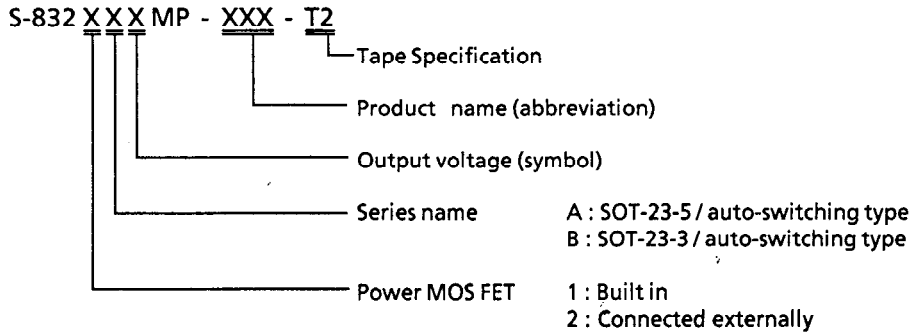 S-832 X X X MP - XXX - T2
Tape Specification
Product name (abbreviation)
Output voltage (symbol)
Series name A : SOT-23-5 / auto-switching type
B : SOT-23-3 / auto-switching type
Power MOS FET 1 : Built in
2 : Connected externally